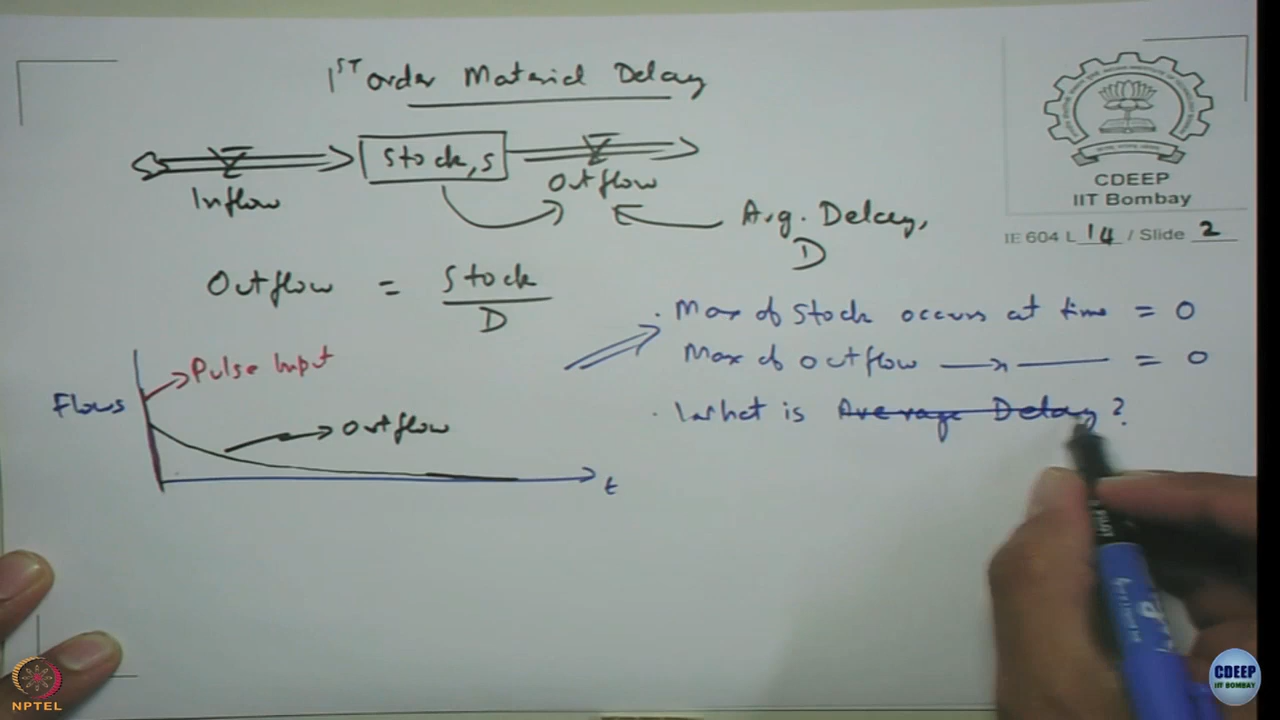 1ST order Material Delay
Inflow
Stock, S
Outflow
Avg. Delay,
D
Outflow = Stock
D
Flows
Pulse Input
Outflow
t
. Max of Stock occurs at time = 0
Max of outflow = 0
. What is Average Delay ?
CDEEP
IIT Bombay
IE 604 L 14 / Slide 2
NPTEL
CDEEP
IIT BOMBAY